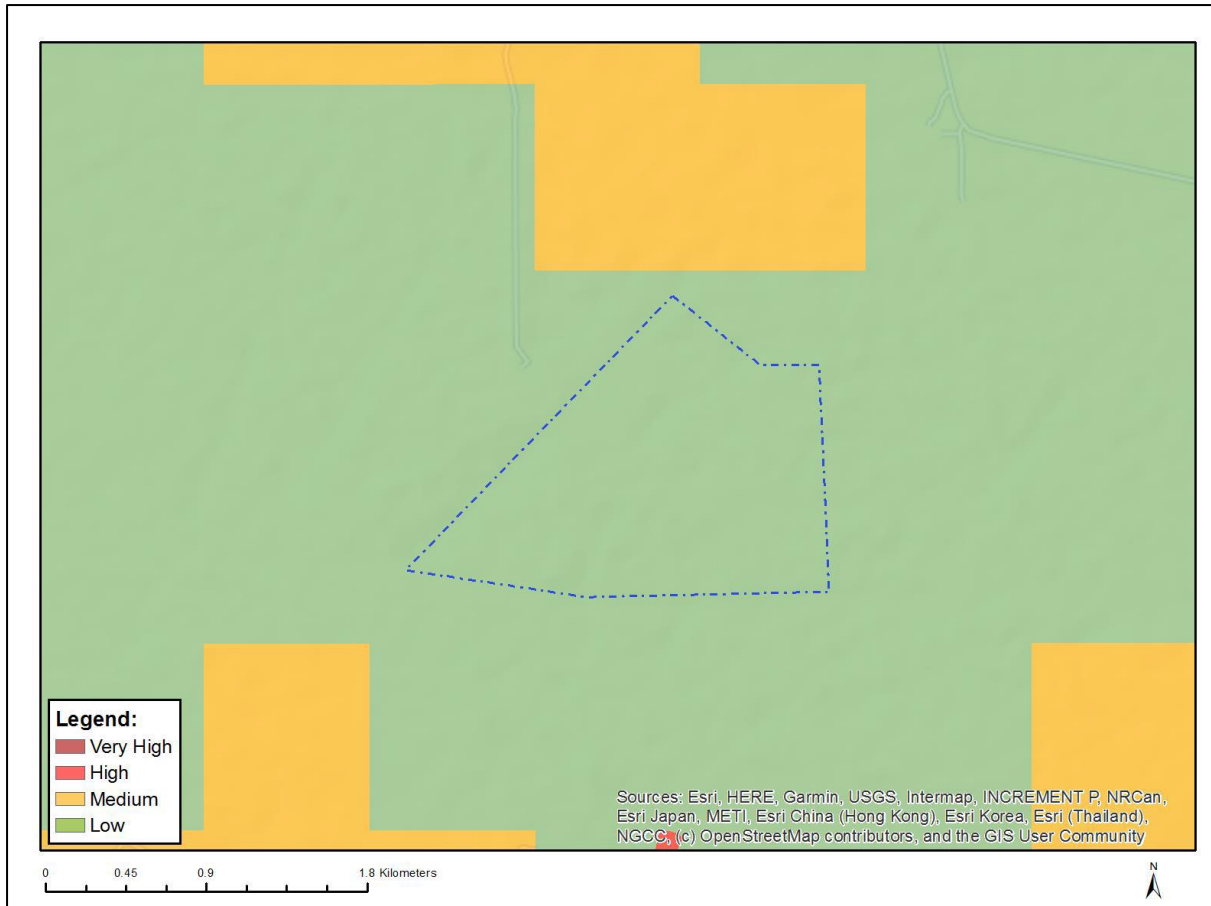 Legend:
Very High
High
Medium
Low
Sources: Esri, HERE, Garmin, USGS, Intermap, INCREMENT P, NRCan,
Esri Japan, METI, Esri China (Hong Kong), Esri Korea, Esri (Thailand),
NGCC, (c) OpenStreetMap contributors, and the GIS User Community
0 0.45 0.9 1.8 Kilometers
N